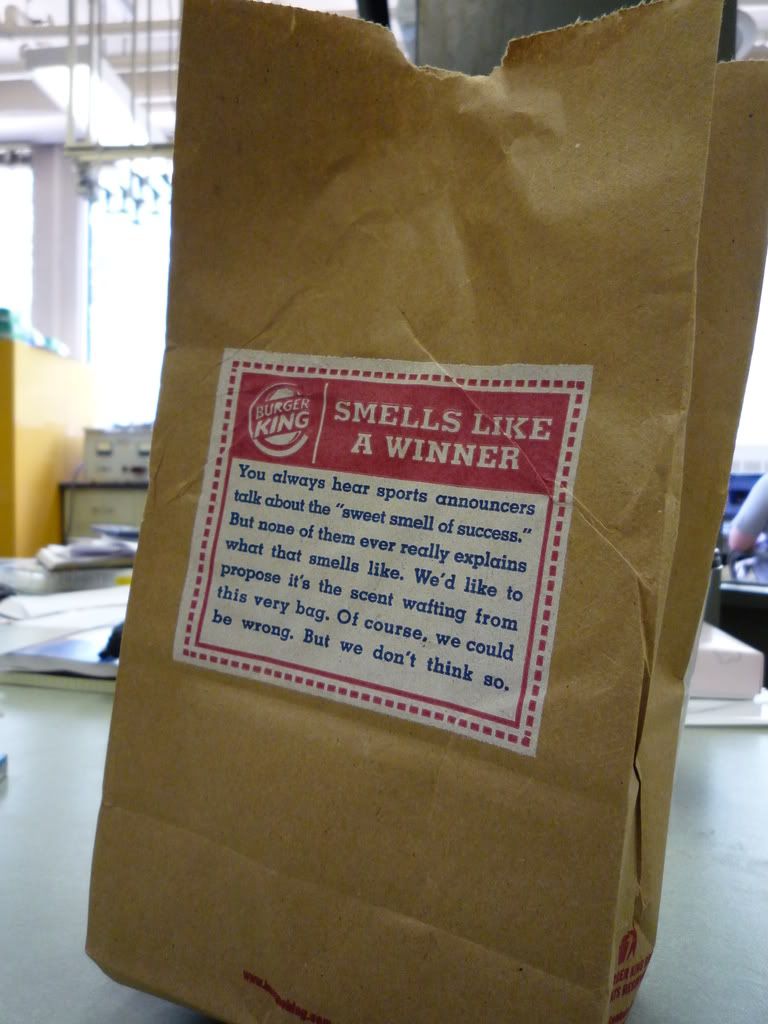 BURGER
KING
SMELLS LIKE
A WINNER
You always hear sports announcers
talk about the "sweet smell of success."
But none of them ever really explains
what that smells like. We'd like to
propose it's the scent wafting from
this very bag. Of course, we could
be wrong. But we don't think so.